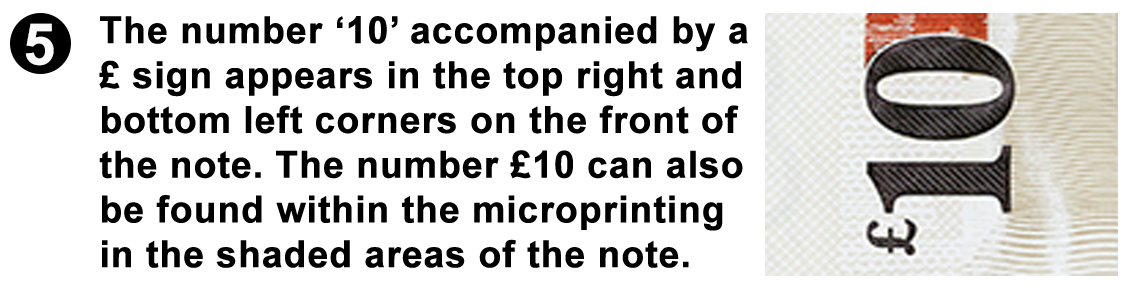 5
The number ‘10’ accompanied by a
£ sign appears in the top right and
bottom left corners on the front of
the note. The number £10 can also
be found within the microprinting
in the shaded areas of the note.
£10